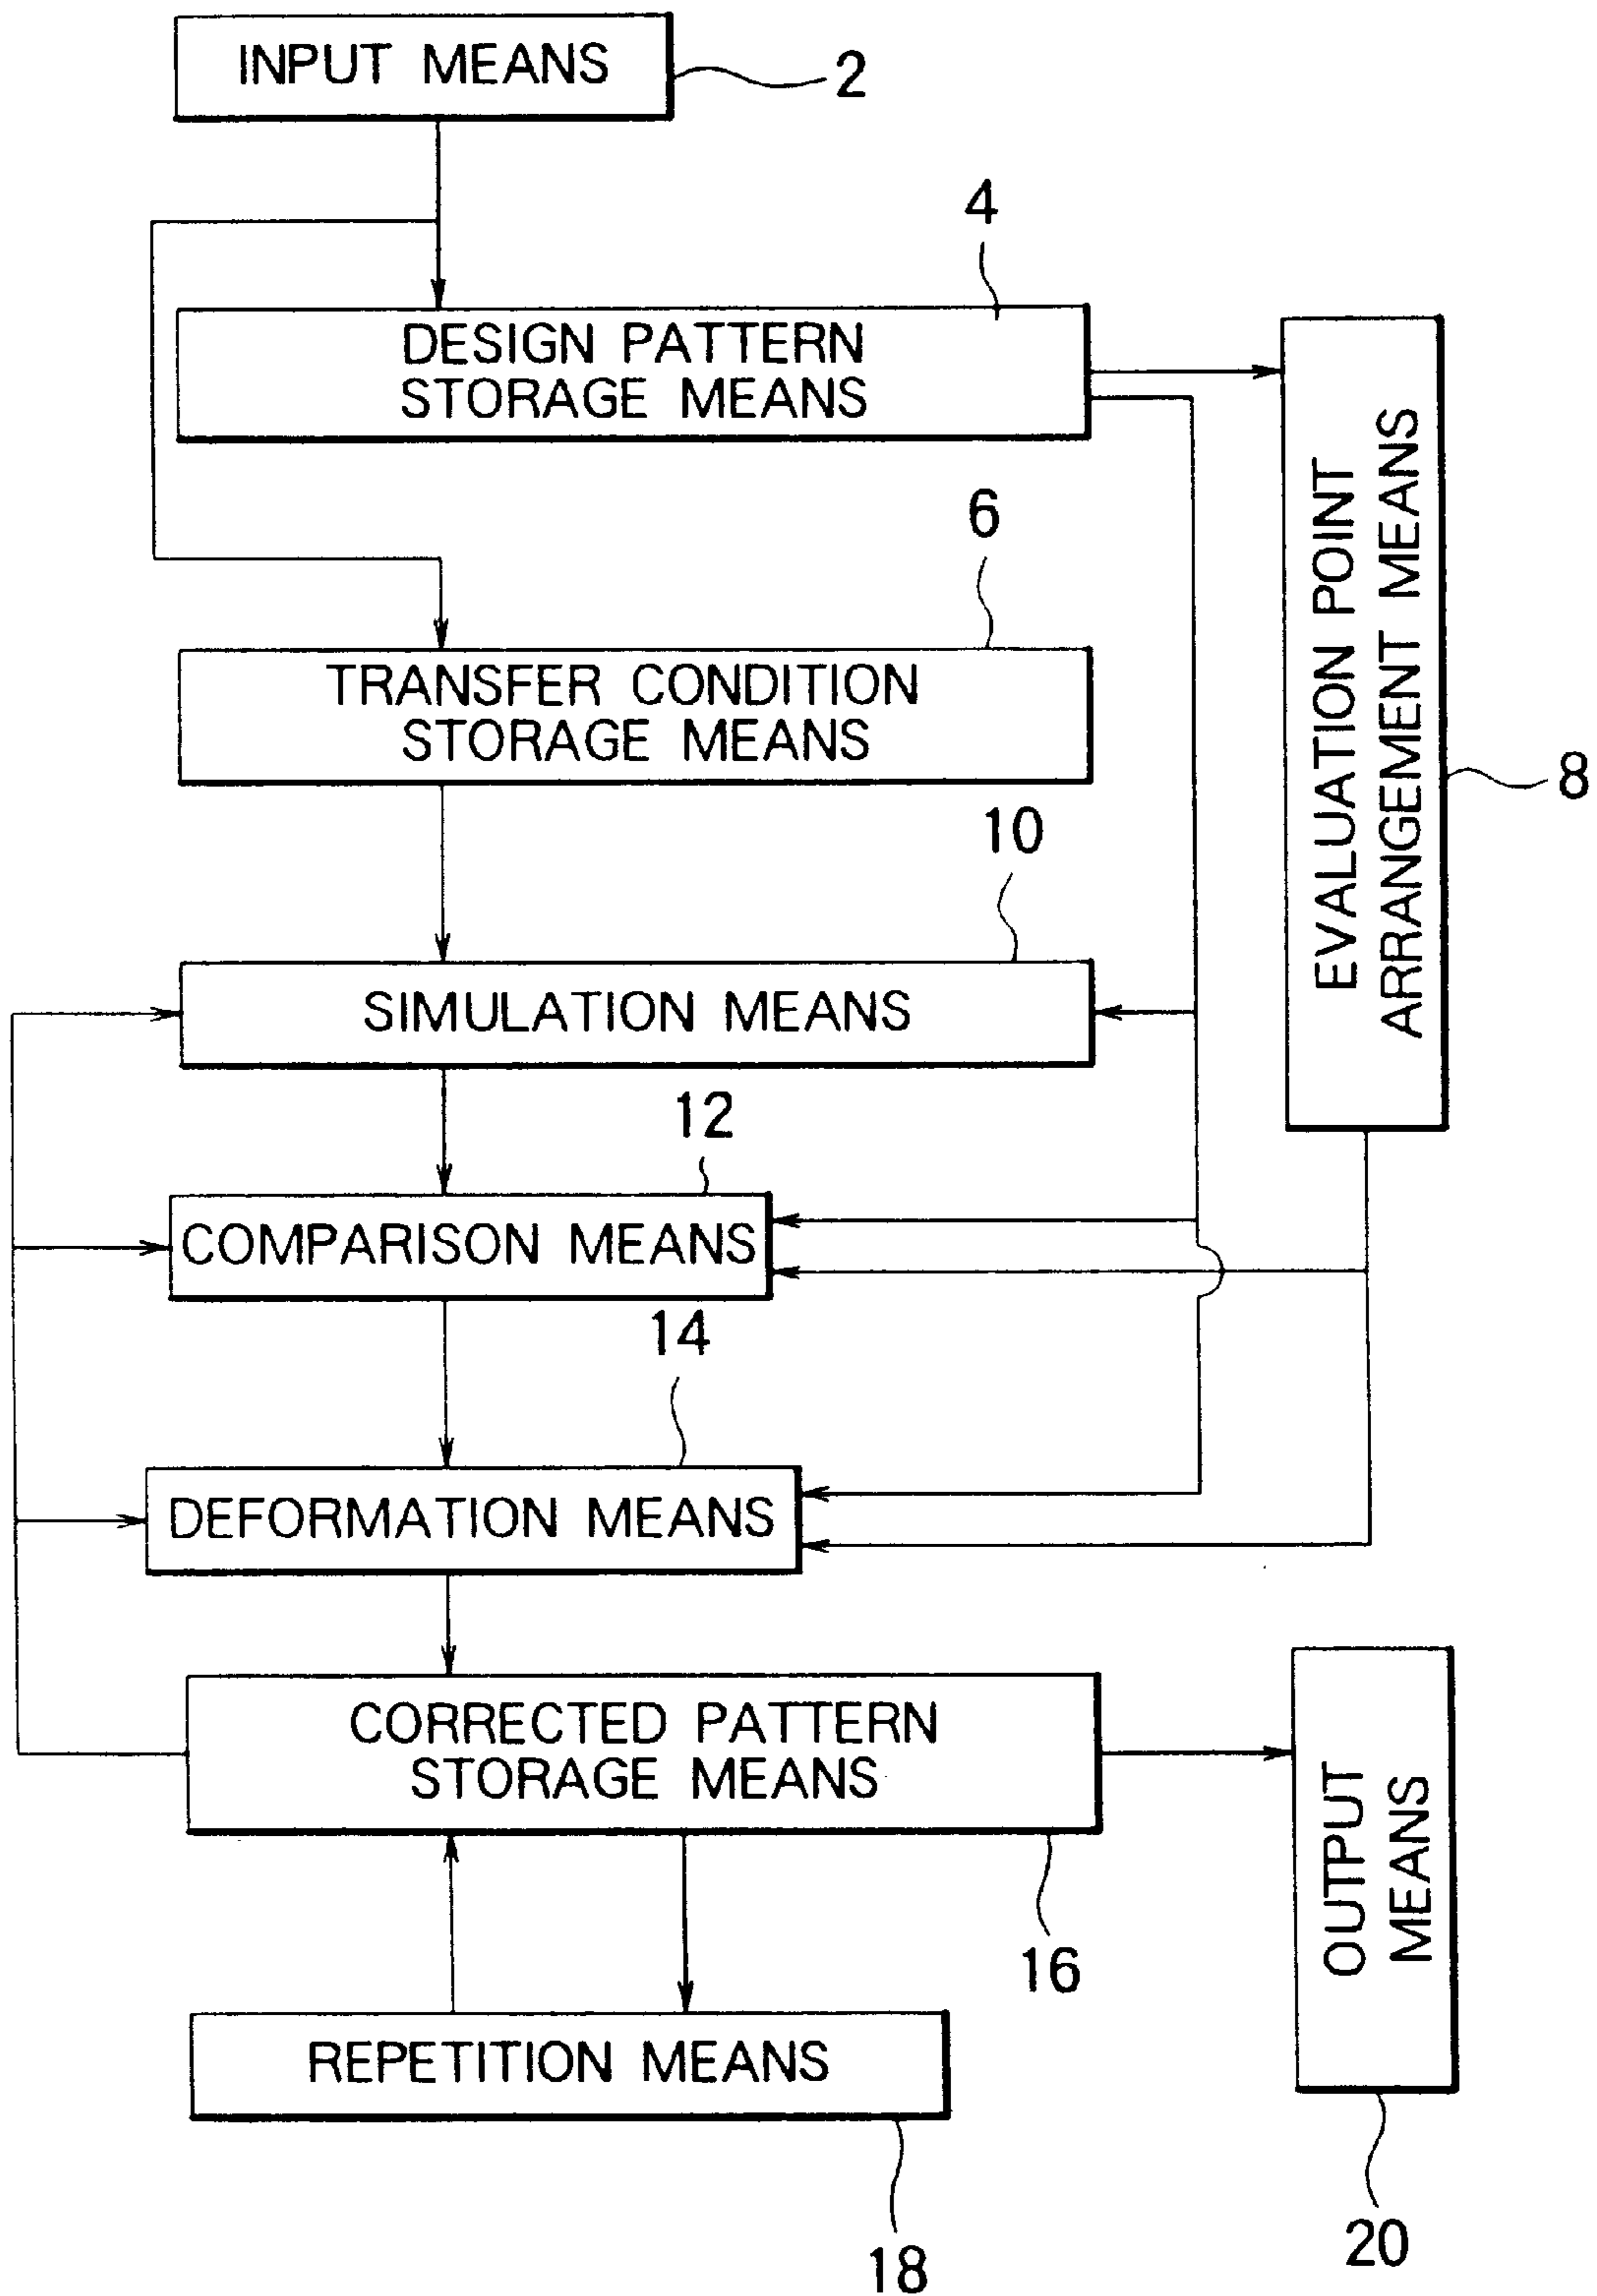 INPUT MEANS
2
4
DESIGN PATTERN
STORAGE MEANS
6
TRANSFER CONDITION
STORAGE MEANS
EVALUATION POINT
ARRANGEMENT MEANS
8
10
SIMULATION MEANS
12
COMPARISON MEANS
14
DEFORMATION MEANS
CORRECTED PATTERN
STORAGE MEANS
16
OUTPUT
MEANS
20
REPETITION MEANS
18